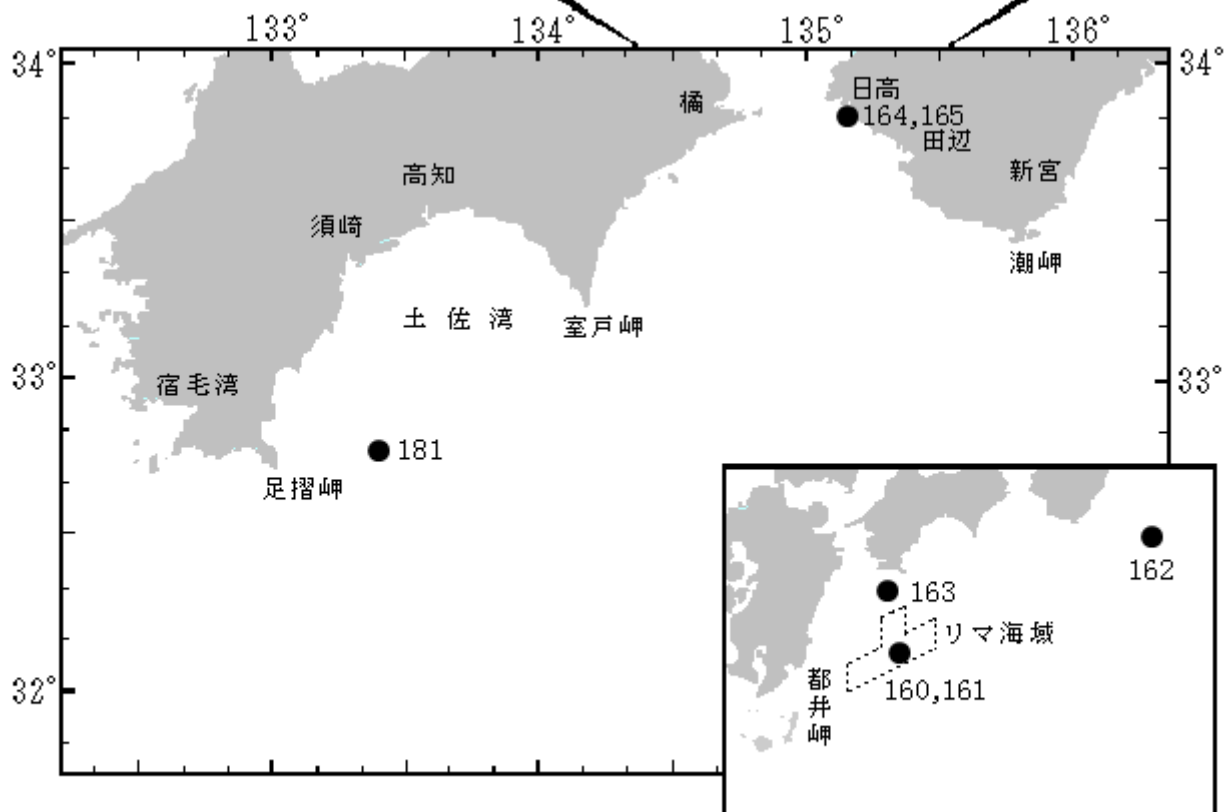 133° 134° 135° 136°
34° 34°
日高
橘
164,165
田辺
高知
新宮
須崎
潮岬
土佐湾
室戸岬
33° 33°
宿毛湾
181
足摺岬
162
163
リマ海域
都井岬
160,161
32°